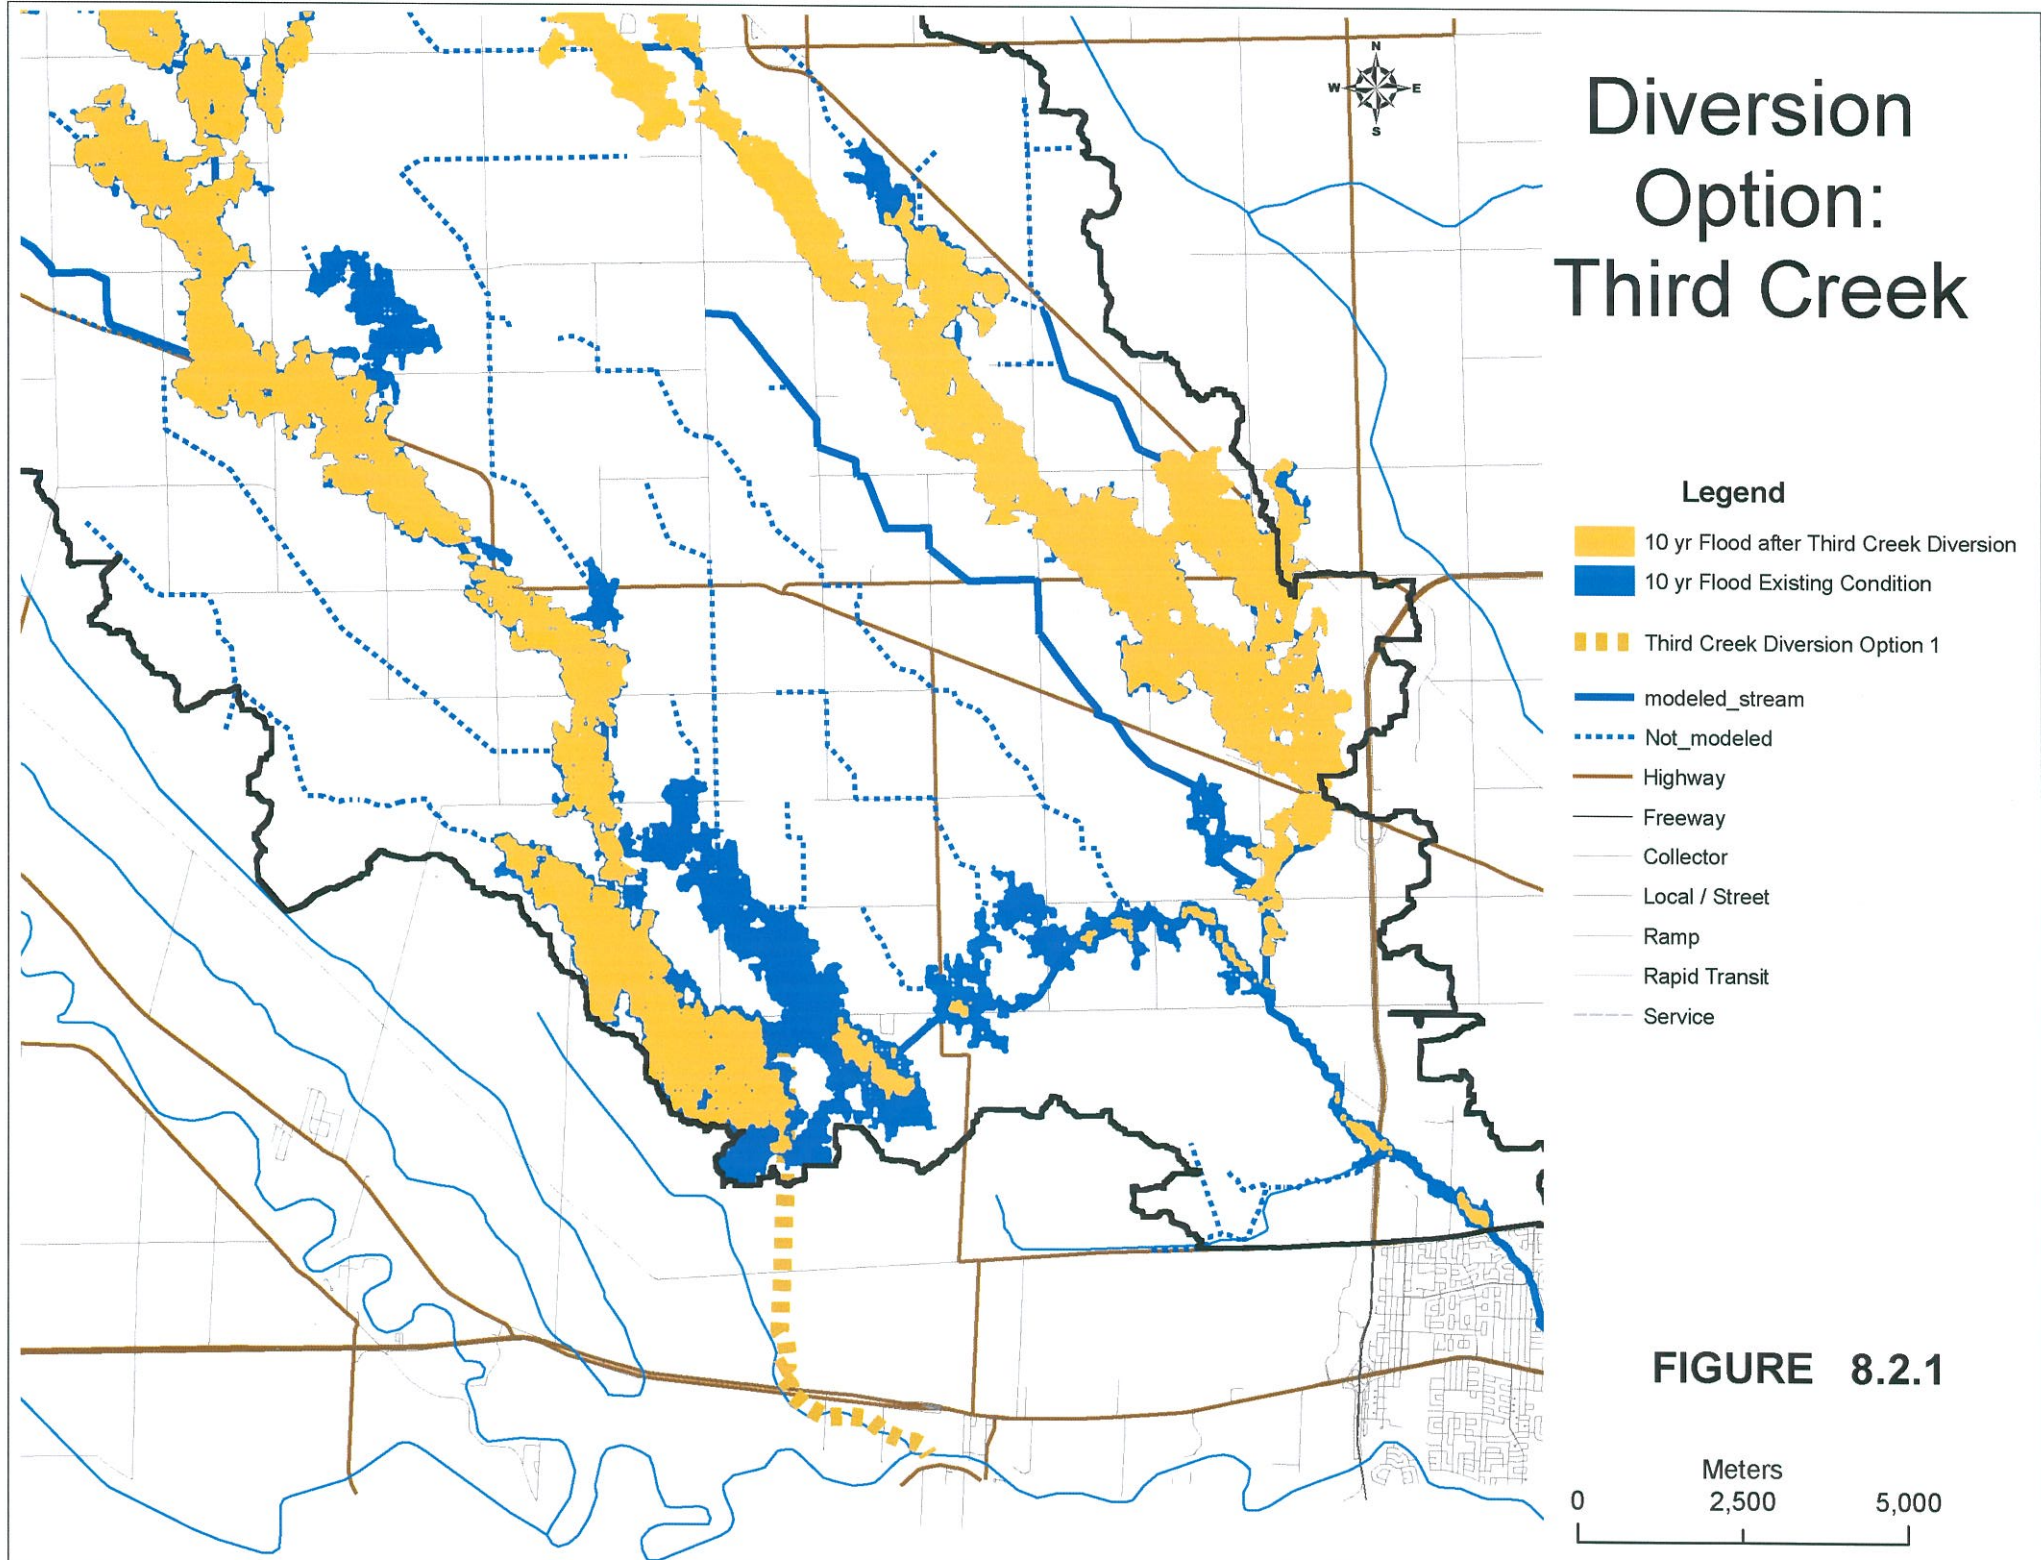 N
W E
S
Diversion
Option:
Third Creek
Legend
10 yr Flood after Third Creek Diversion
10 yr Flood Existing Condition
Third Creek Diversion Option 1
modeled_stream
Not_modeled
Highway
Freeway
Collector
Local / Street
Ramp
Rapid Transit
Service
FIGURE 8.2.1
Meters
0 2,500 5,000